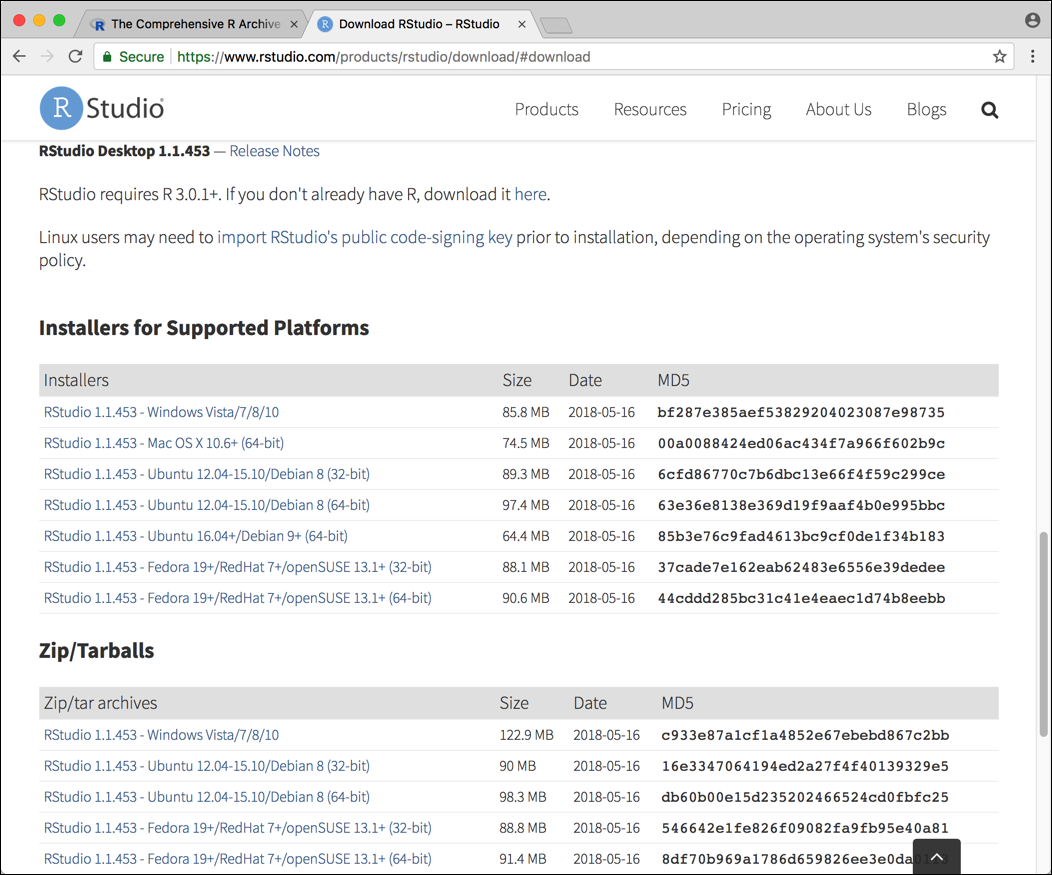 The Comprehensive R Archive
Download RStudio – RStudio
Secure https://www.rstudio.com/products/rstudio/download/#download
R Studio
Products Resources Pricing About Us Blogs
RStudio Desktop 1.1.453 — Release Notes
RStudio requires R 3.0.1+. If you don't already have R, download it here.
Linux users may need to import RStudio's public code-signing key prior to installation, depending on the operating system's security
policy.
Installers for Supported Platforms
Installers Size Date MD5
RStudio 1.1.453 - Windows Vista/7/8/10 85.8 MB 2018-05-16 bf287e385aef53829204023087e98735
RStudio 1.1.453 - Mac OS X 10.6+ (64-bit) 74.5 MB 2018-05-16 00a0088424ed06ac434f7a966f602b9c
RStudio 1.1.453 - Ubuntu 12.04-15.10/Debian 8 (32-bit) 89.3 MB 2018-05-16 6cfd86770c7b6dbc13e66f4f59c299ce
RStudio 1.1.453 - Ubuntu 12.04-15.10/Debian 8 (64-bit) 97.4 MB 2018-05-16 63e36e8138e369d19f9aaf4b0e995bbc
RStudio 1.1.453 - Ubuntu 16.04+/Debian 9+ (64-bit) 64.4 MB 2018-05-16 85b3e76c9fad4613bc9cf0de1f34b183
RStudio 1.1.453 - Fedora 19+/RedHat 7+/openSUSE 13.1+ (32-bit) 88.1 MB 2018-05-16 37cade7e162eab62483e6556e39dedee
RStudio 1.1.453 - Fedora 19+/RedHat 7+/openSUSE 13.1+ (64-bit) 90.6 MB 2018-05-16 44cddd285bc31c41e4eaec1d74b8eebb
Zip/Tarballs
Zip/tar archives Size Date MD5
RStudio 1.1.453 - Windows Vista/7/8/10 122.9 MB 2018-05-16 c933e87a1cf1a4852e67ebebd867c2bb
RStudio 1.1.453 - Ubuntu 12.04-15.10/Debian 8 (32-bit) 90 MB 2018-05-16 16e3347064194ed2a27f4f40139329e5
RStudio 1.1.453 - Ubuntu 12.04-15.10/Debian 8 (64-bit) 98.3 MB 2018-05-16 db60b00e15d235202466524cd0fbfc25
RStudio 1.1.453 - Fedora 19+/RedHat 7+/openSUSE 13.1+ (32-bit) 88.8 MB 2018-05-16 546642e1fe826f09082fa9fb95e40a81
RStudio 1.1.453 - Fedora 19+/RedHat 7+/openSUSE 13.1+ (64-bit) 91.4 MB 2018-05-16